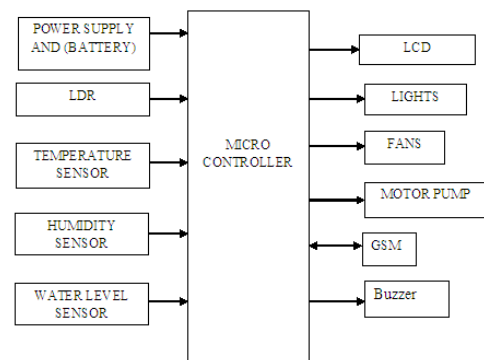 POWER SUPPLY
AND (BATTERY)
LDR
TEMPERATURE
SENSOR
HUMIDITY
SENSOR
WATER LEVEL
SENSOR
MICRO
CONTROLLER
LCD
LIGHTS
FANS
MOTOR PUMP
GSM
Buzzer